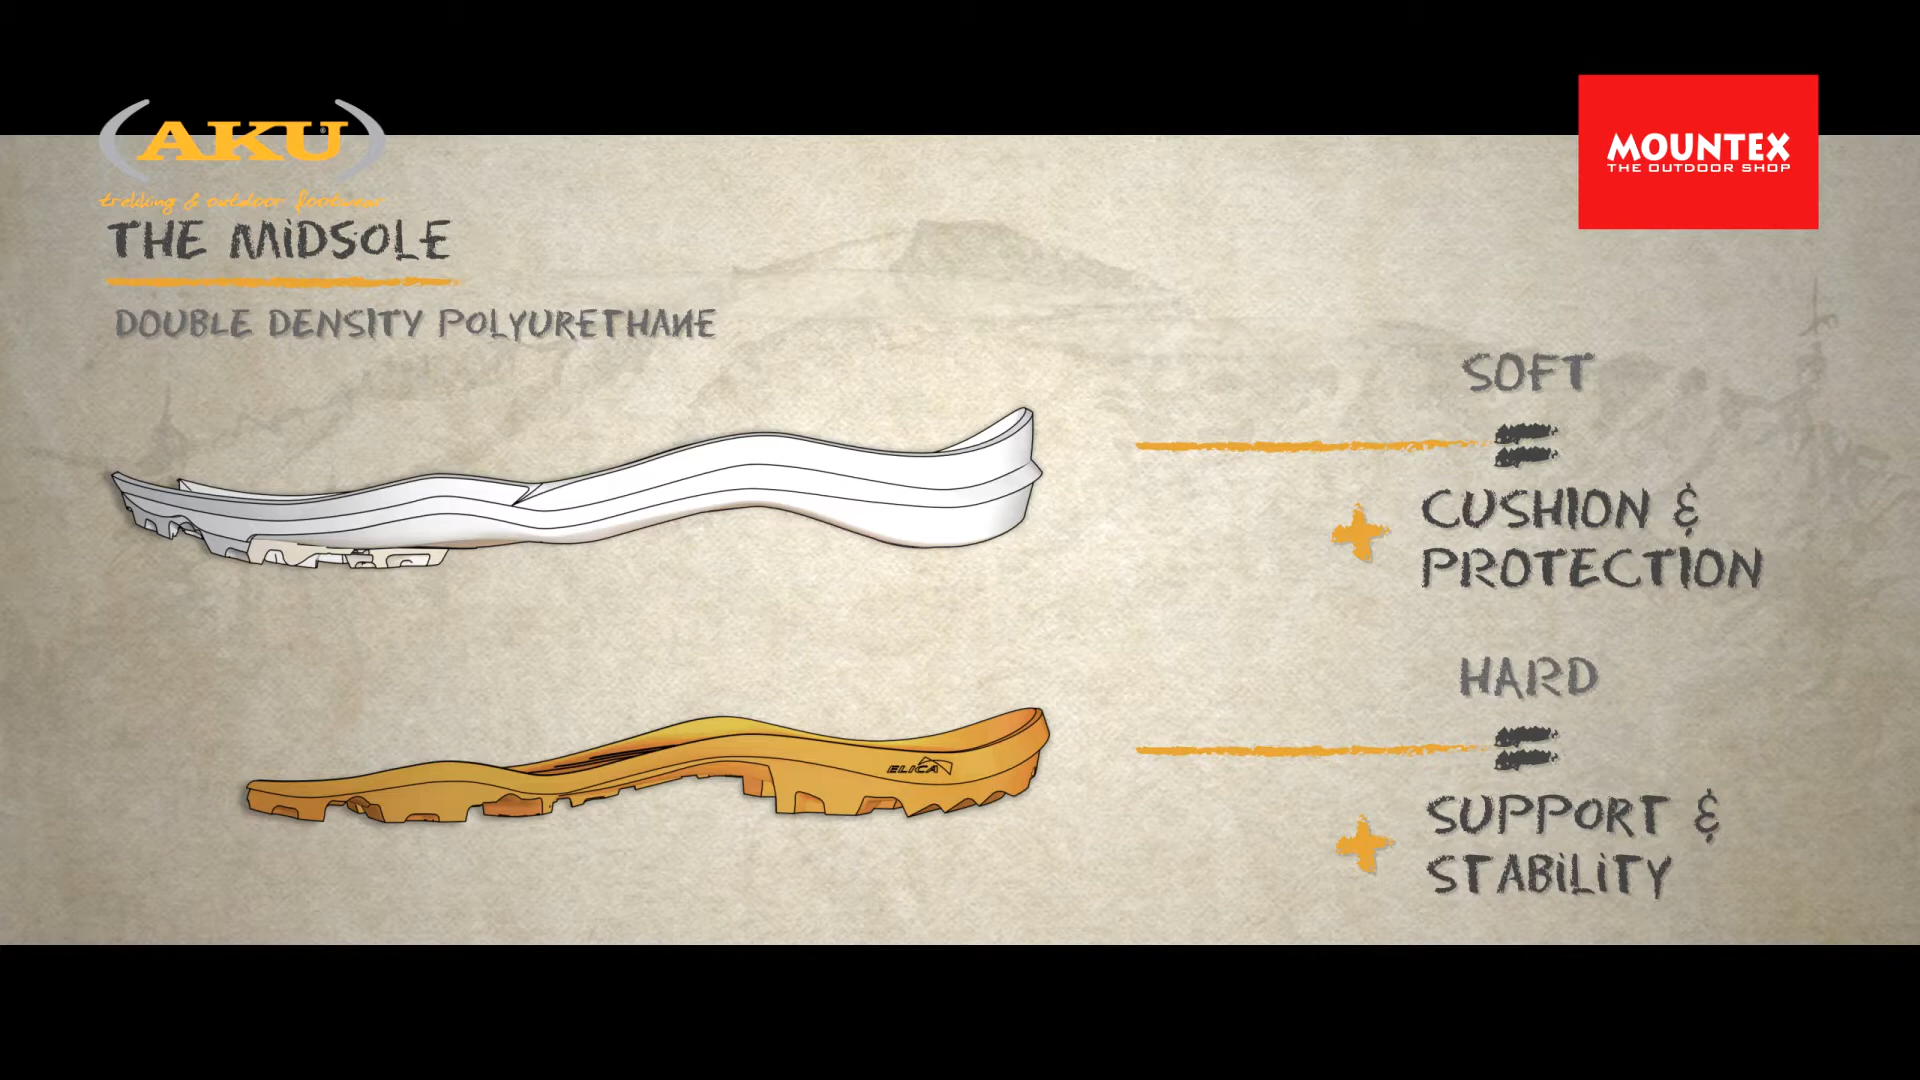 AKU
trekking & outdoor footwear
MOUNTEX
THE OUTDOOR SHOP
THE MIDSOLE
DOUBLE DENSITY POLYURETHANE
SOFT
=
+ CUSHION &
PROTECTION
HARD
=
+ SUPPORT &
STABILITY
ELICA